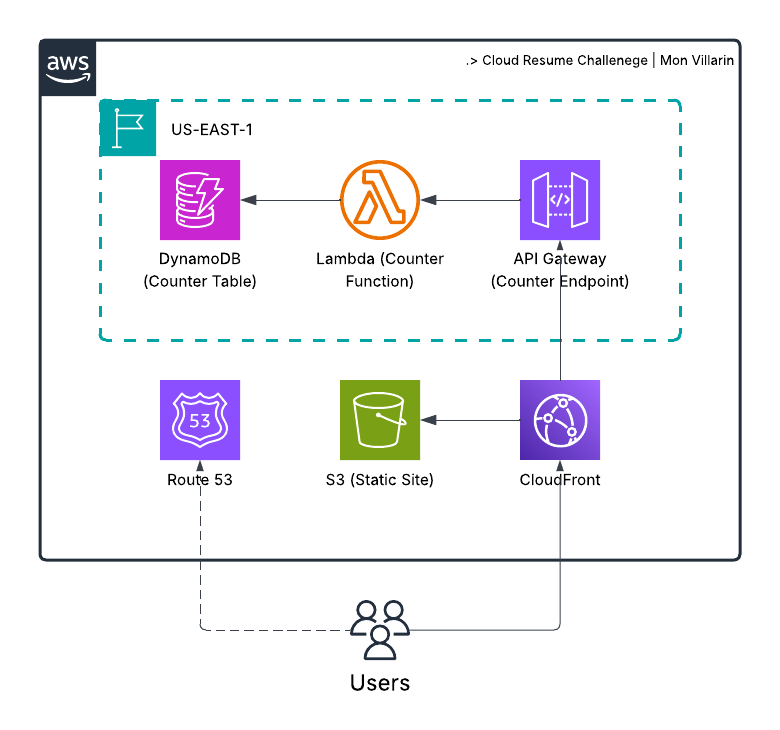 aws
.> Cloud Resume Challenege | Mon Villarin
US-EAST-1
DynamoDB
(Counter Table)
Lambda (Counter
Function)
API Gateway
(Counter Endpoint)
</>
53
Route 53
S3 (Static Site)
CloudFront
Users